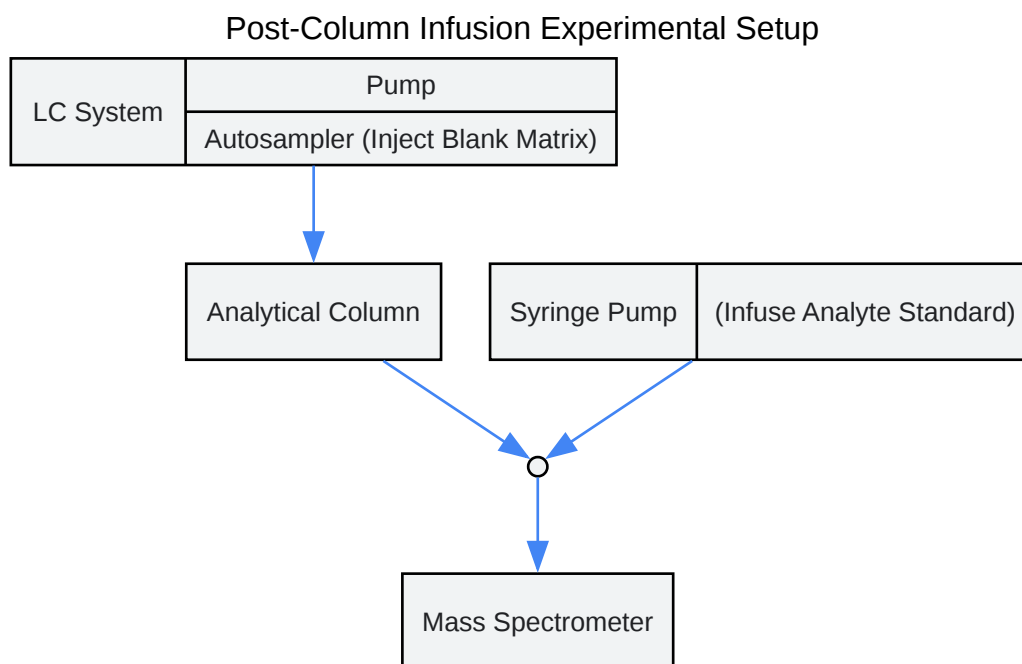 Post-Column Infusion Experimental Setup
LC System
Pump
Autosampler (Inject Blank Matrix)
Analytical Column
Syringe Pump
(Infuse Analyte Standard)
Mass Spectrometer